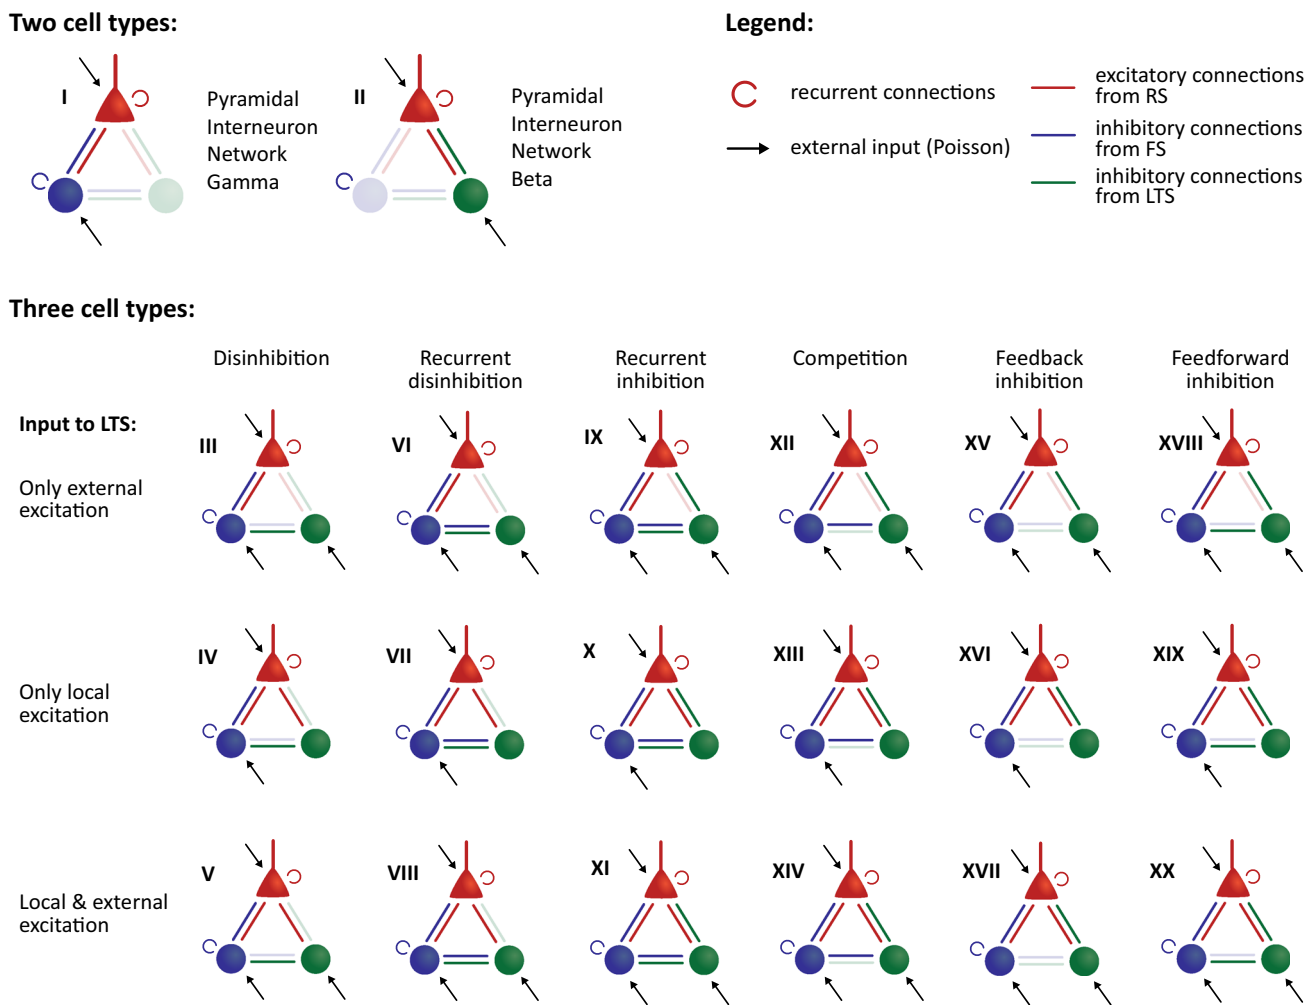 Two cell types:
I
Pyramidal
Interneuron
Network
Gamma
II
Pyramidal
Interneuron
Network
Beta
Legend:
recurrent connections
external input (Poisson)
excitatory connections
from RS
inhibitory connections
from FS
inhibitory connections
from LTS
Three cell types:
Disinhibition
Recurrent
disinhibition
Recurrent
inhibition
Competition
Feedback
inhibition
Feedforward
inhibition
Input to LTS:
Only external
excitation
III
VI
IX
XII
XV
XVIII
Only local
excitation
IV
VII
X
XIII
XVI
XIX
Local & external
excitation
V
VIII
XI
XIV
XVII
XX